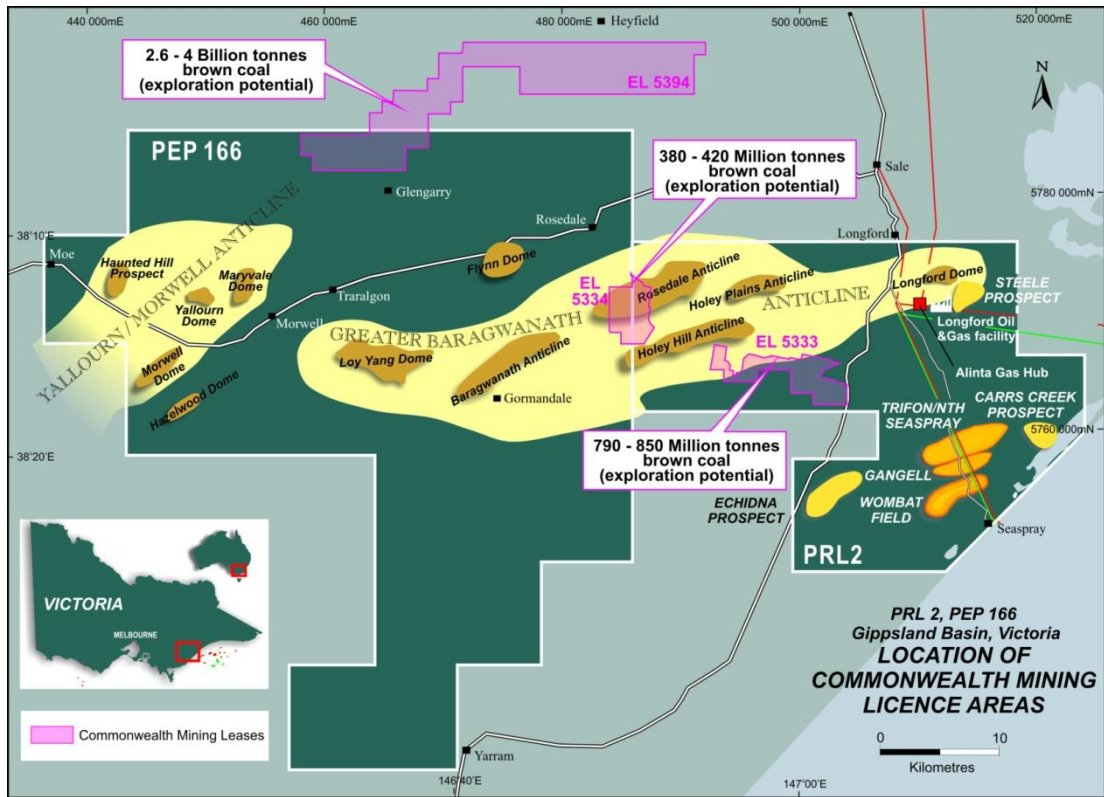 440 000mE
460 000mE
480 000mE
500 000mE
520 000mE
Heyfield
2.6 - 4 Billion tonnes
brown coal
(exploration potential)
EL 5394
N
PEP 166
380 - 420 Million tonnes
brown coal
(exploration potential)
Sale
Glengarry
5780 000mN
Rosedale
38°10'
Moe
Longford
YALLOURN / MORWELL ANTICLINE
Haunted Hill
Prospect
Maryvale
Dome
Yallourn
Dome
Flynn Dome
EL
5334
Rosedale Anticline
Holey Plains Anticline
Longford Dome
STEELE
PROSPECT
Traralgon
Morwell
GREATER BARAGWANATH
ANTICLINE
Longford Oil
&Gas facility
Loy Yang Dome
Holey Hill Anticline
EL 5333
Morwell
Dome
Baragwanath Anticline
Alinta Gas Hub
Hazelwood Dome
Gormandale
TRIFON/NTH
SEASPRAY
CARRS CREEK
PROSPECT
5760 000mN
38°20'
790 - 850 Million tonnes
brown coal
(exploration potential)
GANGELL
ECHIDNA
PROSPECT
WOMBAT
FIELD
Seaspray
PRL2
VICTORIA
MELBOURNE
PRL 2, PEP 166
Gippsland Basin, Victoria
LOCATION OF
COMMONWEALTH MINING
LICENCE AREAS
Commonwealth Mining Leases
0
10
Kilometres
Yarram
146°40'E
147°00'E